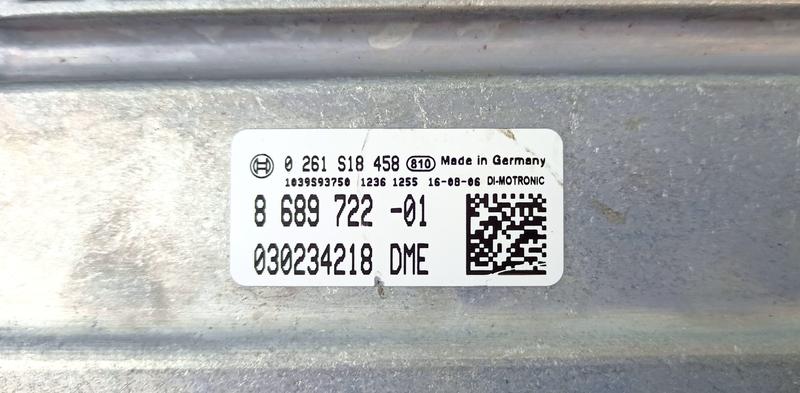 0 261 S18 458 810 Made in Germany
1039S93750 1236 1255 16-08-06 DI-MOTRONIC
8 689 722 -01
030234218 DME